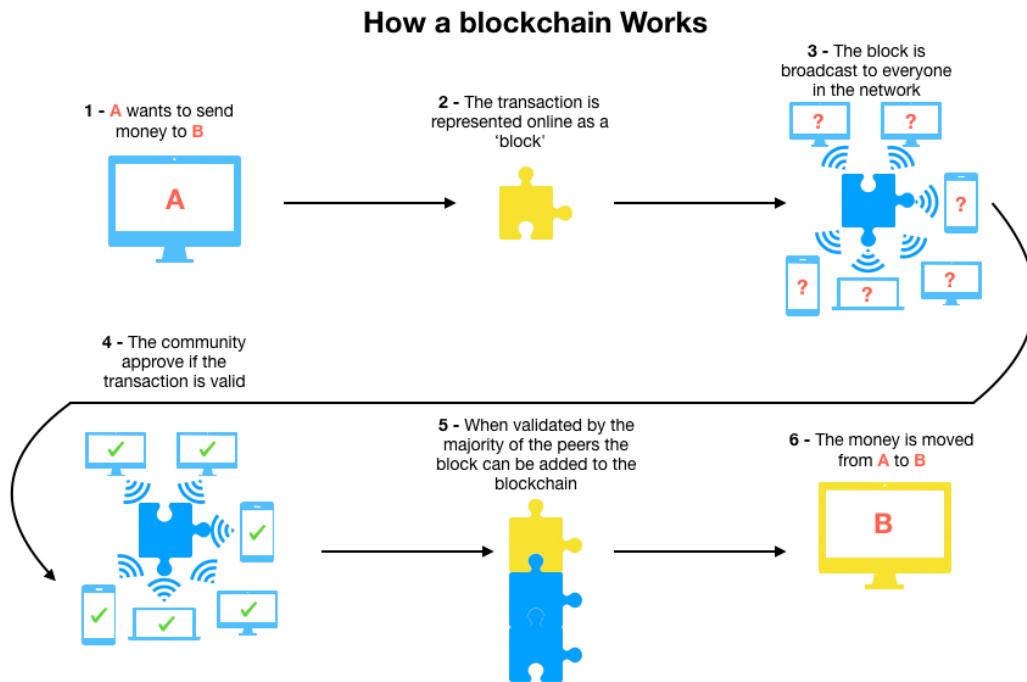 How a blockchain Works
1 - A wants to send
money to B
A
2 - The transaction is
represented online as a
‘block'
3 - The block is
broadcast to everyone
in the network
?
?
?
?
?
?
4 - The community
approve if the
transaction is valid
5 - When validated by the
majority of the peers the
block can be added to the
blockchain
6 - The money is moved
from A to B
B